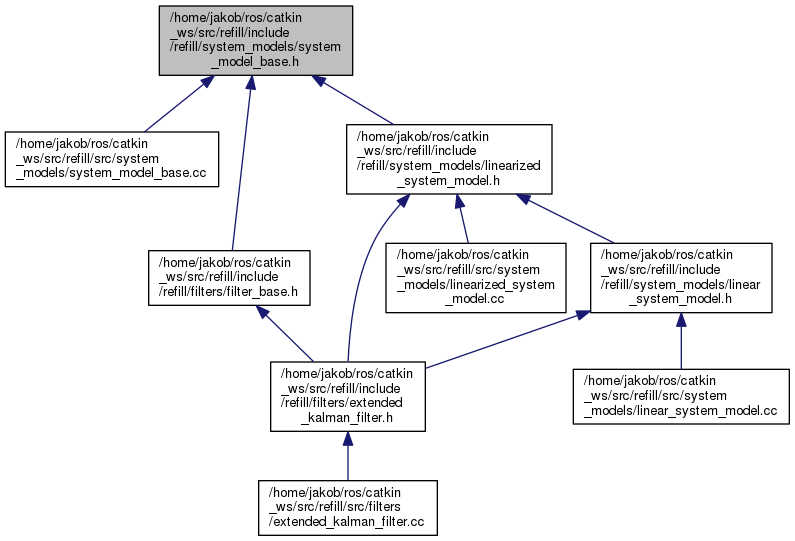 /home/jakob/ros/catkin
_ws/src/refill/include
/refill/system_models/system
_model_base.h
/home/jakob/ros/catkin
_ws/src/refill/src/system
_models/system_model_base.cc
/home/jakob/ros/catkin
_ws/src/refill/include
/refill/system_models/linearized
_system_model.h
/home/jakob/ros/catkin
_ws/src/refill/include
/refill/filters/filter_base.h
/home/jakob/ros/catkin
_ws/src/refill/src/system
_models/linearized_system
_model.cc
/home/jakob/ros/catkin
_ws/src/refill/include
/refill/system_models/linear
_system_model.h
/home/jakob/ros/catkin
_ws/src/refill/include
/refill/filters/extended
_kalman_filter.h
/home/jakob/ros/catkin
_ws/src/refill/src/system
_models/linear_system_model.cc
/home/jakob/ros/catkin
_ws/src/refill/src/filters
/extended_kalman_filter.cc